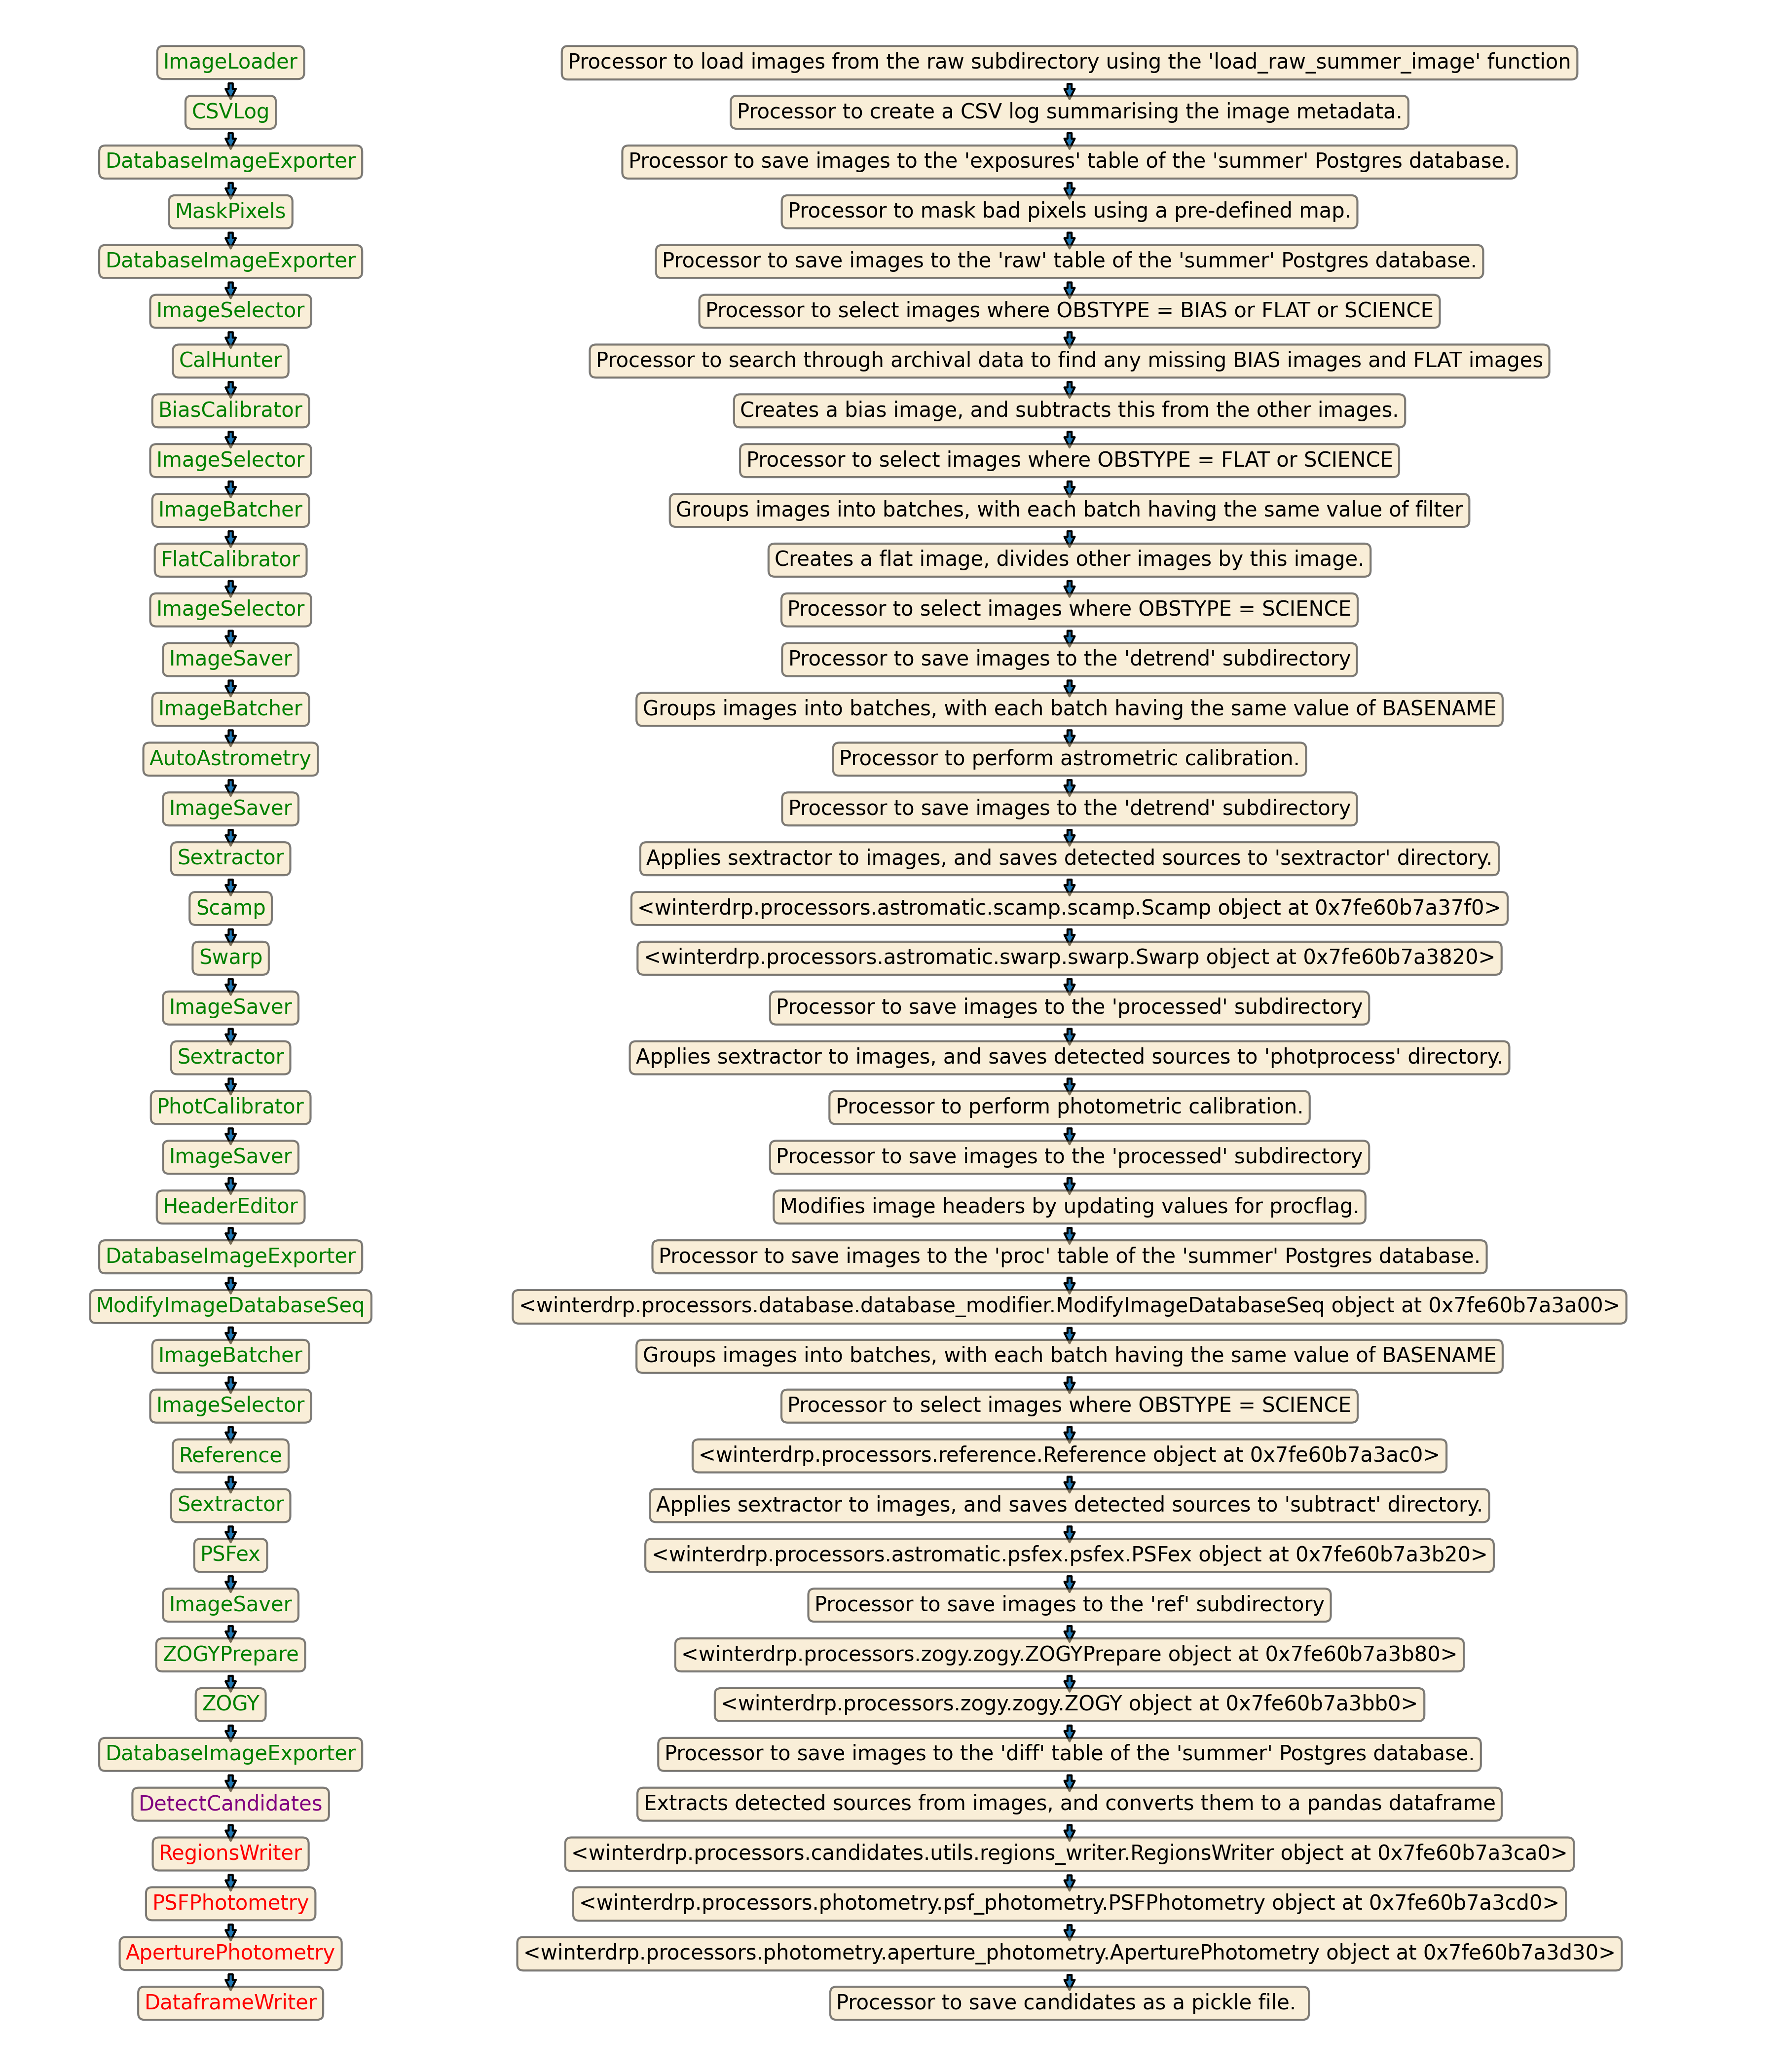 ImageLoader
Processor to load images from the raw subdirectory using the 'load_raw_summer_image' function
CSVLog
Processor to create a CSV log summarising the image metadata.
DatabaseImageExporter
Processor to save images to the 'exposures' table of the 'summer' Postgres database.
MaskPixels
Processor to mask bad pixels using a pre-defined map.
DatabaseImageExporter
Processor to save images to the 'raw' table of the 'summer' Postgres database.
ImageSelector
Processor to select images where OBSTYPE = BIAS or FLAT or SCIENCE
CalHunter
Processor to search through archival data to find any missing BIAS images and FLAT images
BiasCalibrator
Creates a bias image, and subtracts this from the other images.
ImageSelector
Processor to select images where OBSTYPE = FLAT or SCIENCE
ImageBatcher
Groups images into batches, with each batch having the same value of filter
FlatCalibrator
Creates a flat image, divides other images by this image.
ImageSelector
Processor to select images where OBSTYPE = SCIENCE
ImageSaver
Processor to save images to the 'detrend' subdirectory
ImageBatcher
Groups images into batches, with each batch having the same value of BASENAME
AutoAstrometry
Processor to perform astrometric calibration.
ImageSaver
Processor to save images to the 'detrend' subdirectory
Sextractor
Applies sextractor to images, and saves detected sources to 'sextractor' directory.
Scamp
<winterdrp.processors.astromatic.scamp.scamp.Scamp object at 0x7fe60b7a37f0>
Swarp
<winterdrp.processors.astromatic.swarp.swarp.Swarp object at 0x7fe60b7a3820>
ImageSaver
Processor to save images to the 'processed' subdirectory
Sextractor
Applies sextractor to images, and saves detected sources to 'photprocess' directory.
PhotCalibrator
Processor to perform photometric calibration.
ImageSaver
Processor to save images to the 'processed' subdirectory
HeaderEditor
Modifies image headers by updating values for procflag.
DatabaseImageExporter
Processor to save images to the 'proc' table of the 'summer' Postgres database.
ModifyImageDatabaseSeq
<winterdrp.processors.database.database_modifier.ModifyImageDatabaseSeq object at 0x7fe60b7a3a00>
ImageBatcher
Groups images into batches, with each batch having the same value of BASENAME
ImageSelector
Processor to select images where OBSTYPE = SCIENCE
Reference
<winterdrp.processors.reference.Reference object at 0x7fe60b7a3ac0>
Sextractor
Applies sextractor to images, and saves detected sources to 'subtract' directory.
PSFex
<winterdrp.processors.astromatic.psfex.psfex.PSFex object at 0x7fe60b7a3b20>
ImageSaver
Processor to save images to the 'ref' subdirectory
ZOGYPrepare
<winterdrp.processors.zogy.zogy.ZOGYPrepare object at 0x7fe60b7a3b80>
ZOGY
<winterdrp.processors.zogy.zogy.ZOGY object at 0x7fe60b7a3bb0>
DatabaseImageExporter
Processor to save images to the 'diff' table of the 'summer' Postgres database.
DetectCandidates
Extracts detected sources from images, and converts them to a pandas dataframe
RegionsWriter
<winterdrp.processors.candidates.utils.regions_writer.RegionsWriter object at 0x7fe60b7a3ca0>
PSFPhotometry
<winterdrp.processors.photometry.psf_photometry.PSFPhotometry object at 0x7fe60b7a3cd0>
AperturePhotometry
<winterdrp.processors.photometry.aperture_photometry.AperturePhotometry object at 0x7fe60b7a3d30>
DataframeWriter
Processor to save candidates as a pickle file.